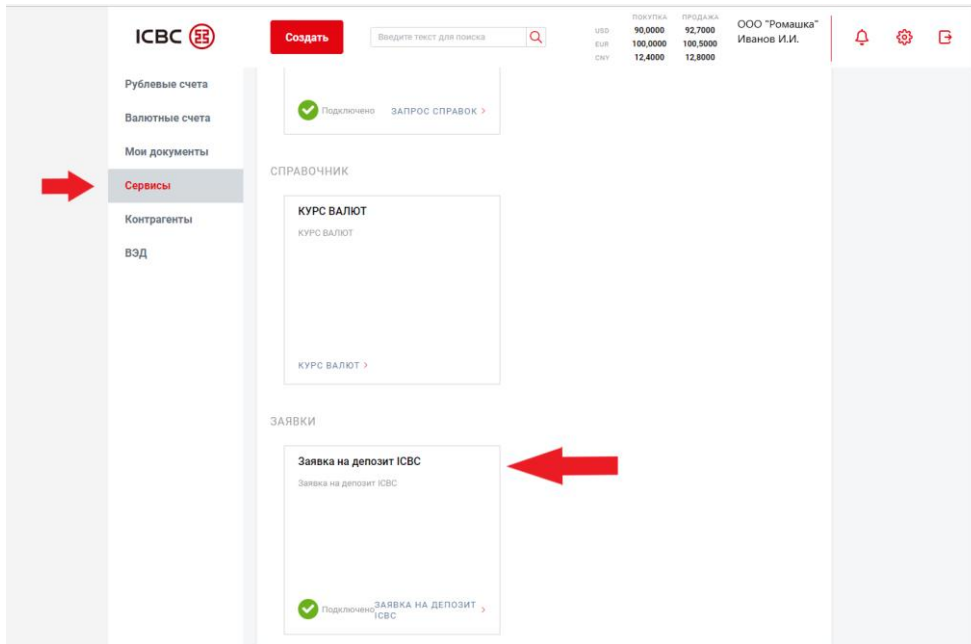 ICBC
Создать
Введите текст для поиска
ПОКУПКА ПРОДАЖА
USD 90,0000 92,7000
EUR 100,0000 100,5000
CNY 12,4000 12,8000
ООО "Ромашка"
Иванов И.И.
Рублевые счета
Валютные счета
Мои документы
Сервисы
Контрагенты
ВЭД
Подключено ЗАПРОС СПРАВОК >
СПРАВОЧНИК
КУРС ВАЛЮТ
КУРС ВАЛЮТ
КУРС ВАЛЮТ >
ЗАЯВКИ
Заявка на депозит ICBC
Заявка на депозит ICBC
Подключено ЗАЯВКА НА ДЕПОЗИТ
ICBC >